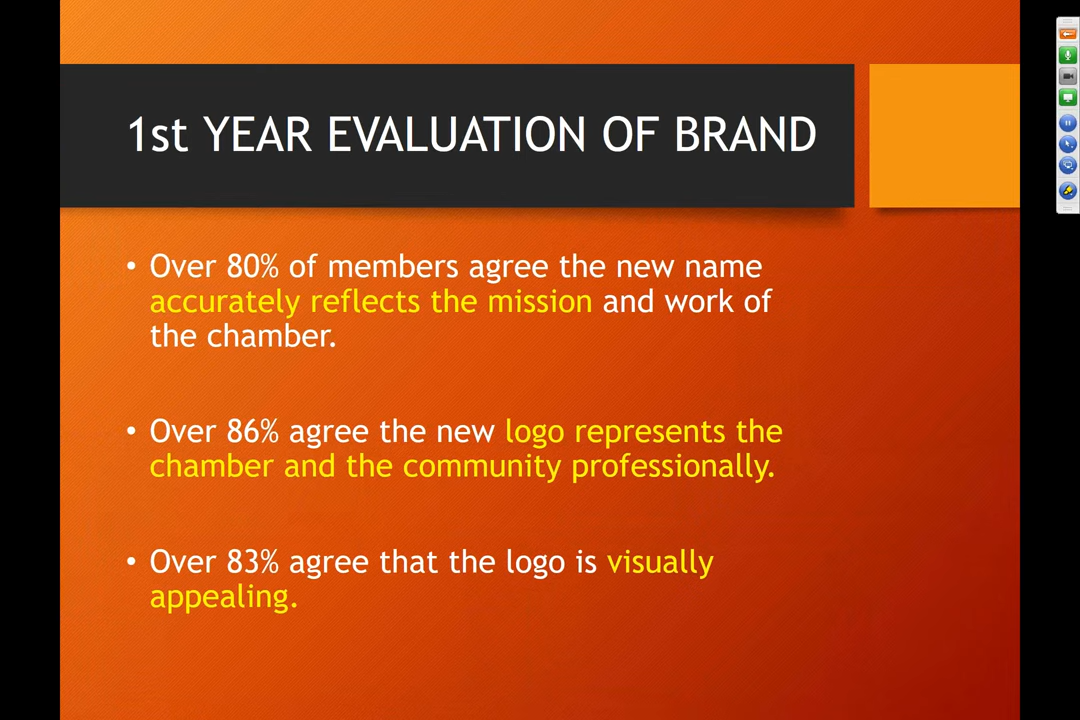 1st YEAR EVALUATION OF BRAND
• Over 80% of members agree the new name
accurately reflects the mission and work of
the chamber.
• Over 86% agree the new logo represents the
chamber and the community professionally.
• Over 83% agree that the logo is visually
appealing.